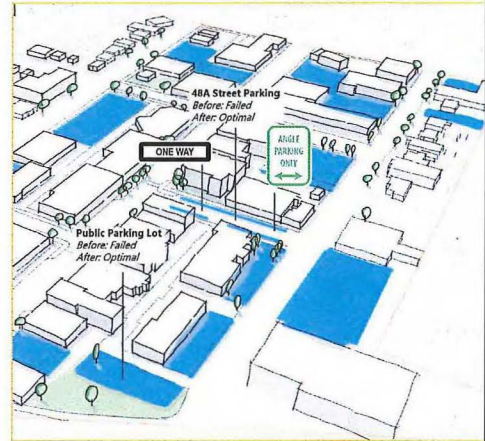 48A Street Parking
Before: Failed
After: Optimal
ONE WAY
ANGLE
PARKING
ONLY
Public Parking Lot
Before: Failed
After: Optimal